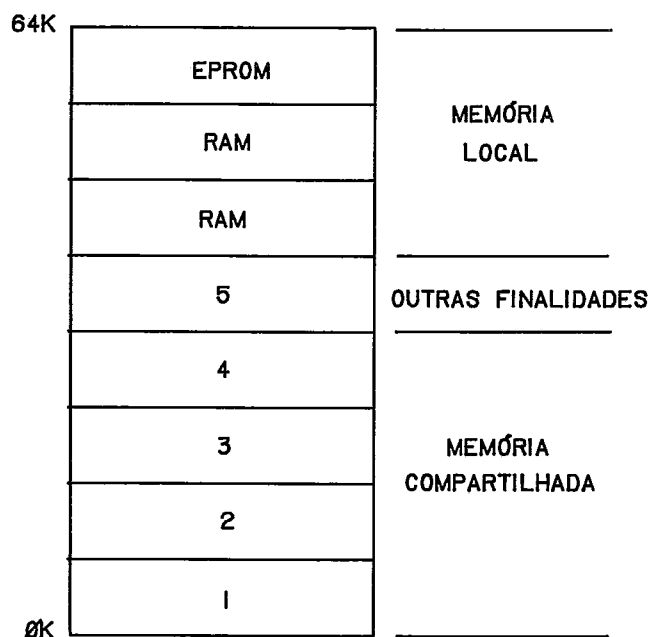 64K
EPROM
RAM
RAM
5
4
3
2
1
ØK
MEMÓRIA
LOCAL
OUTRAS FINALIDADES
MEMÓRIA
COMPARTILHADA